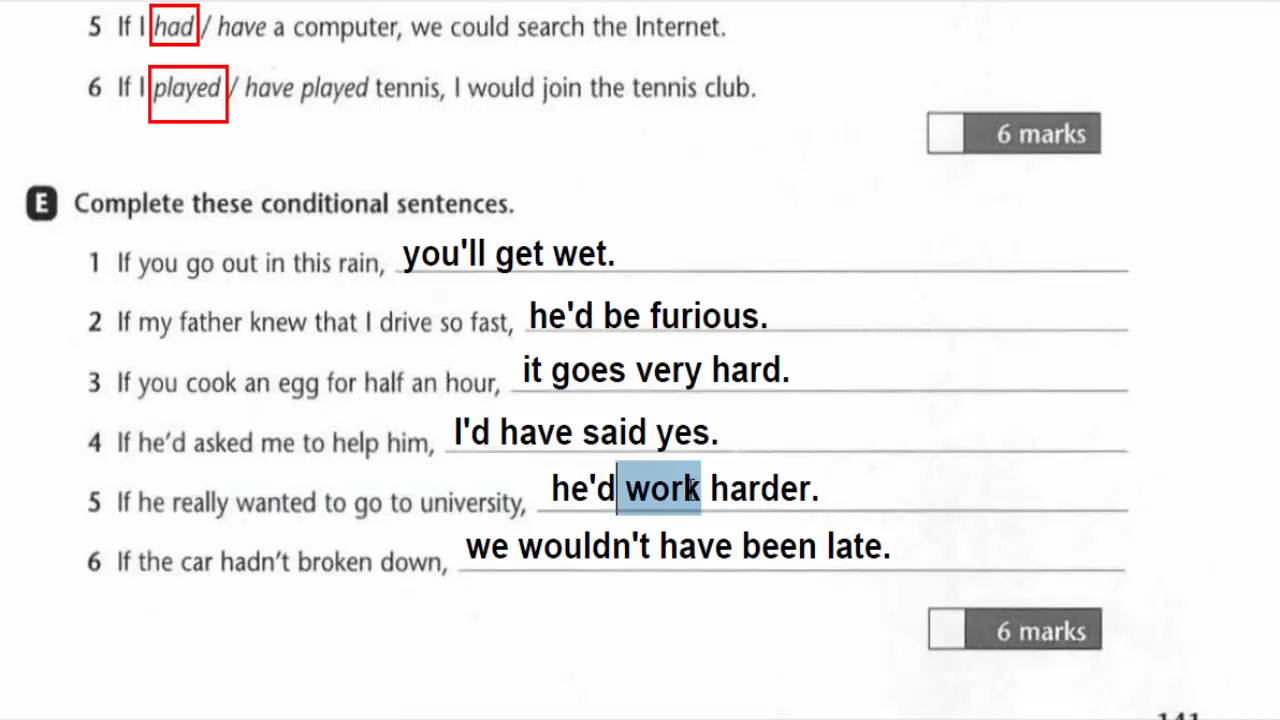 5 If I had / have a computer, we could search the Internet.
6 If I played / have played tennis, I would join the tennis club.
6 marks
E Complete these conditional sentences.
1 If you go out in this rain, you'll get wet.
2 If my father knew that I drive so fast, he'd be furious.
3 If you cook an egg for half an hour, it goes very hard.
4 If he'd asked me to help him, I'd have said yes.
5 If he really wanted to go to university, he'd work harder.
6 If the car hadn't broken down, we wouldn't have been late.
6 marks
141